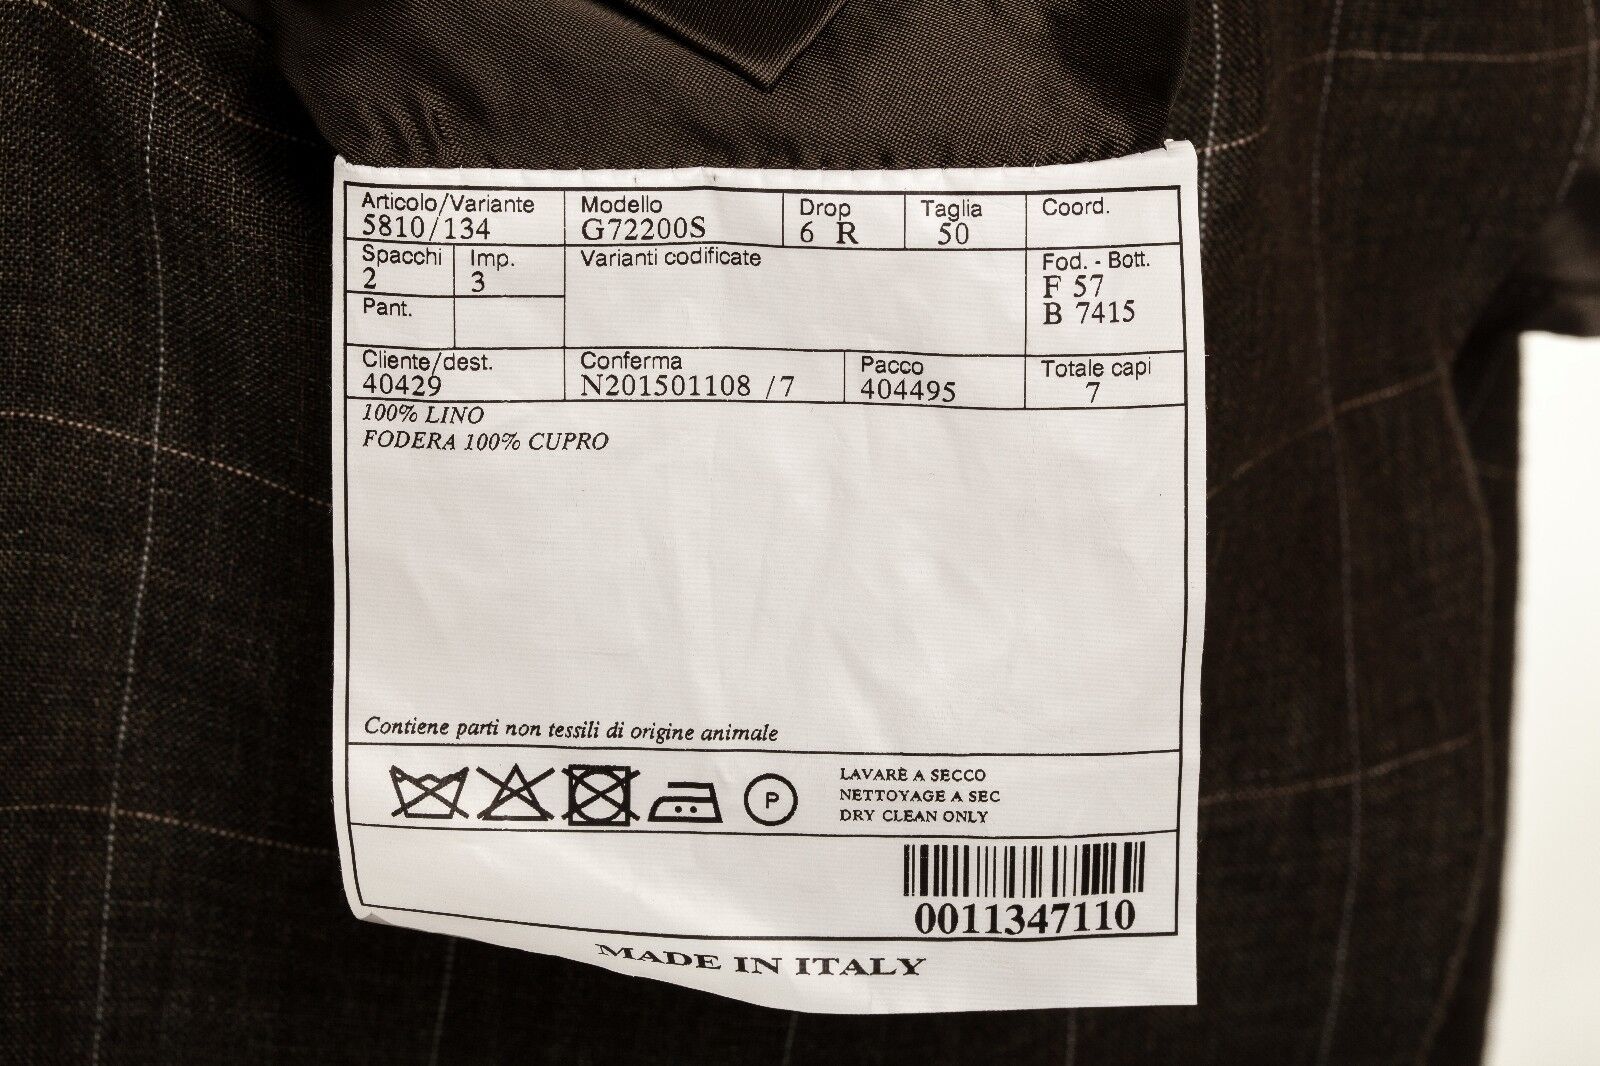 Articolo/Variante Modello Drop Taglia Coord.
5810/134 G72200S 6 R 50
Spacchi Imp. Varianti codificate Fod. - Bott.
2 3 F 57
Pant. B 7415
Cliente/dest. Conferma Pacco Totale capi
40429 N201501108 /7 404495 7
100% LINO
FODERA 100% CUPRO
Contiene parti non tessili di origine animale
P
LAVARE A SECCO
NETTOYAGE A SEC
DRY CLEAN ONLY
0011347110
MADE IN ITALY